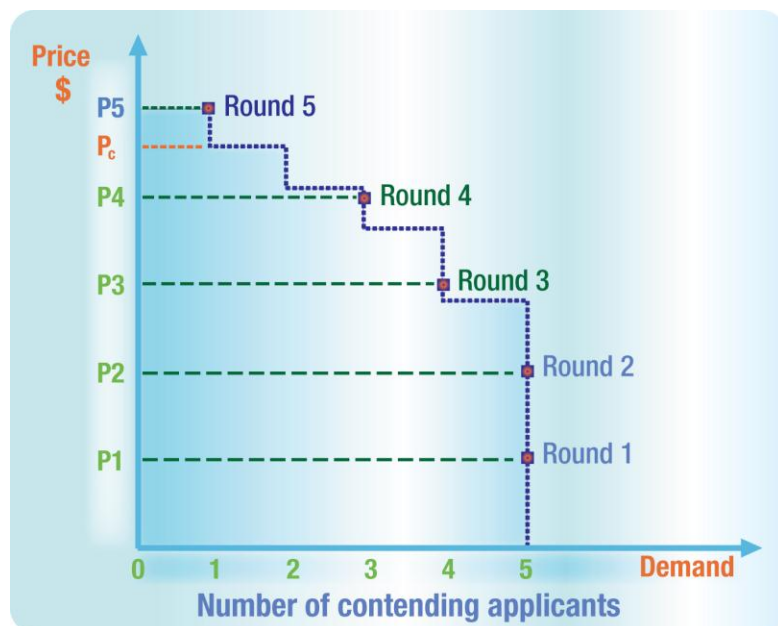 Price
$
P5
Round 5
Pc
P4
Round 4
P3
Round 3
P2
Round 2
P1
Round 1
0 1 2 3 4 5 Demand
Number of contending applicants